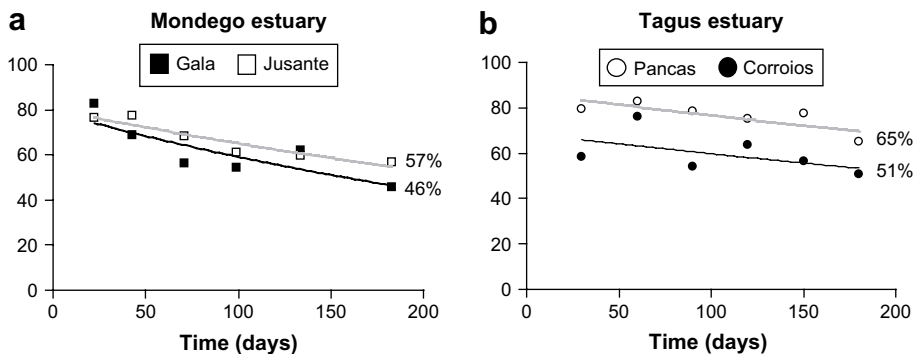 a
Mondego estuary
Gala Jusante
100
80
60
40
20
0
57%
46%
0 50 100 150 200
Time (days)
b
Tagus estuary
Pancas Corroios
100
80
60
40
20
0
65%
51%
0 50 100 150 200
Time (days)